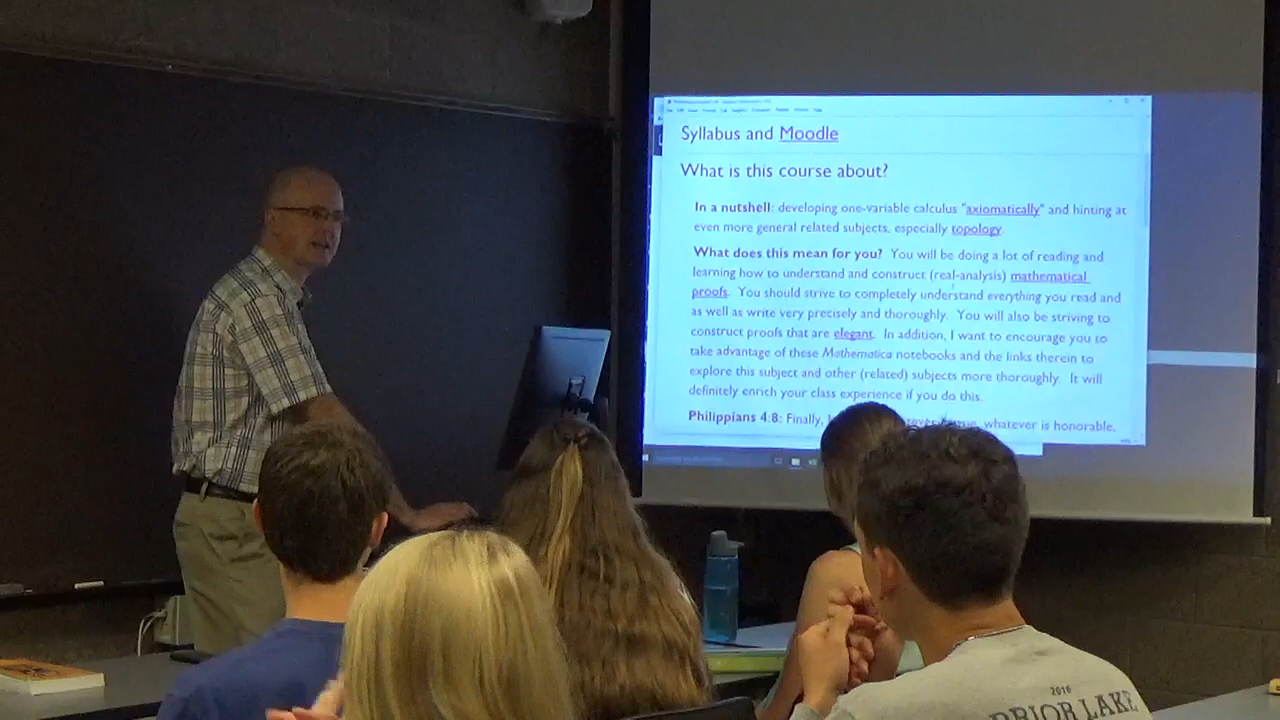 Syllabus and Moodle
What is this course about?
In a nutshell: developing one-variable calculus "axiomatically" and hinting at
even more general related subjects, especially topology.
What does this mean for you? You will be doing a lot of reading and
learning how to understand and construct (real-analysis) mathematical
proofs. You should strive to completely understand everything you read and
as well as write very precisely and thoroughly. You will also be striving to
construct proofs that are elegant. In addition, I want to encourage you to
take advantage of these Mathematica notebooks and the links therein to
explore this subject and other (related) subjects more thoroughly. It will
definitely enrich your class experience if you do this.
Philippians 4:8: Finally, whatever is honorable,
2016
PRIOR LAKE